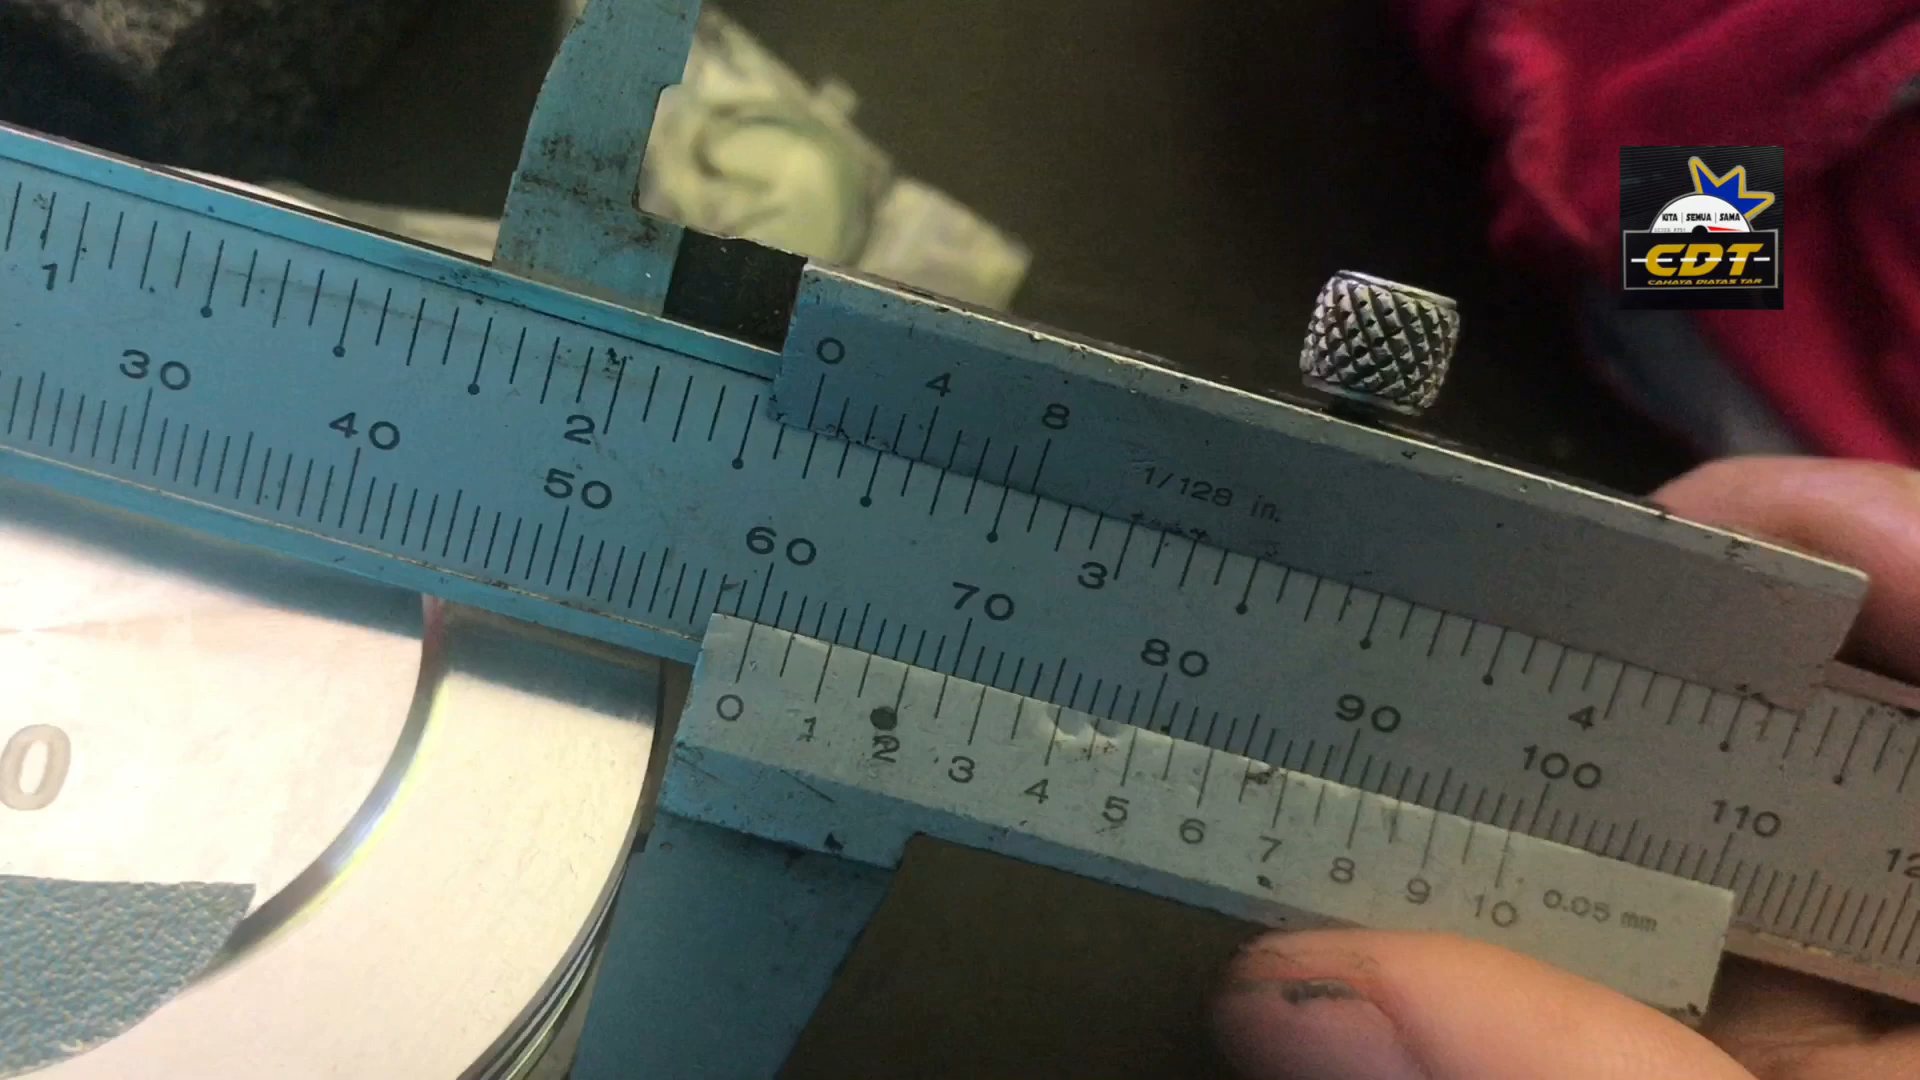 1 2 3 4
30 40 50 60 70 80 90 100 110
0 4 8
1/128 in.
0 1 2 3 4 5 6 7 8 9 10
0.05 mm
0
KITA | SEMUA | SAMA
CDT
CAHAYA DIATAS TAR